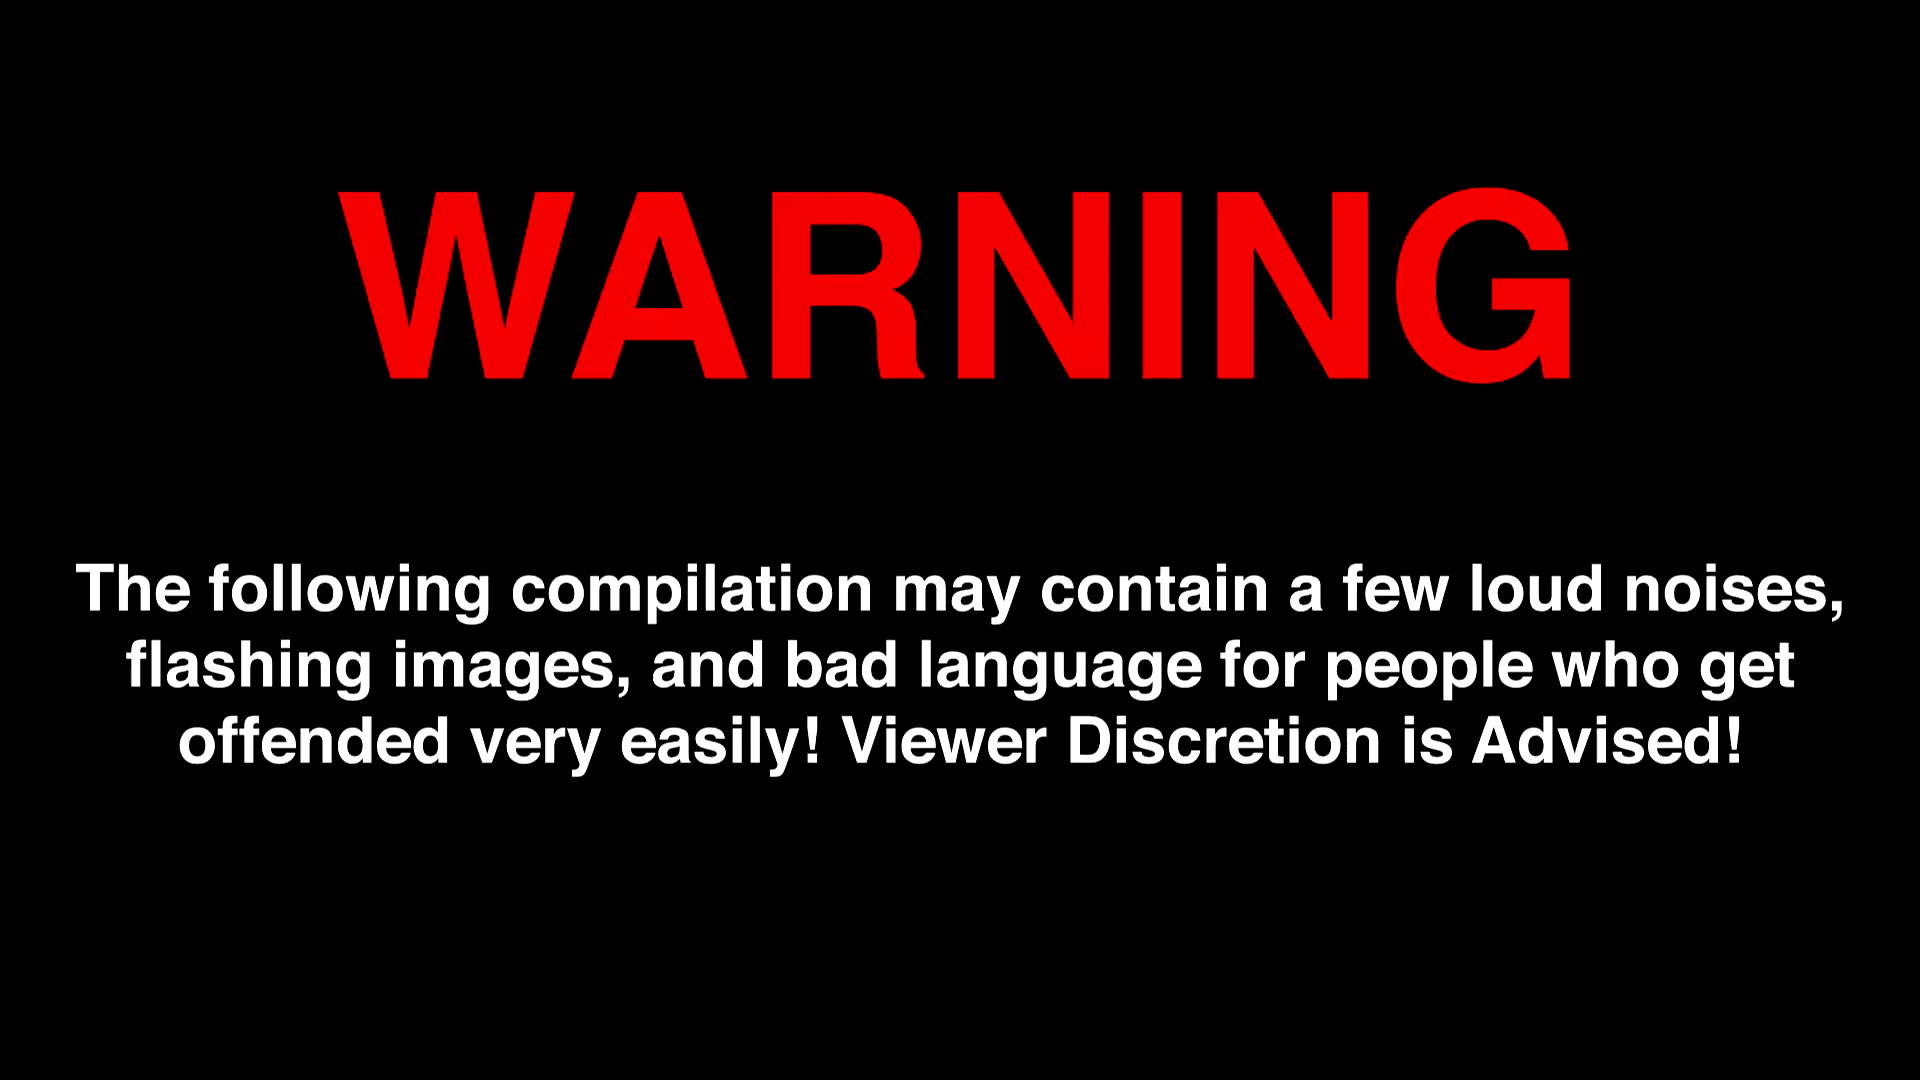 WARNING
The following compilation may contain a few loud noises,
flashing images, and bad language for people who get
offended very easily! Viewer Discretion is Advised!